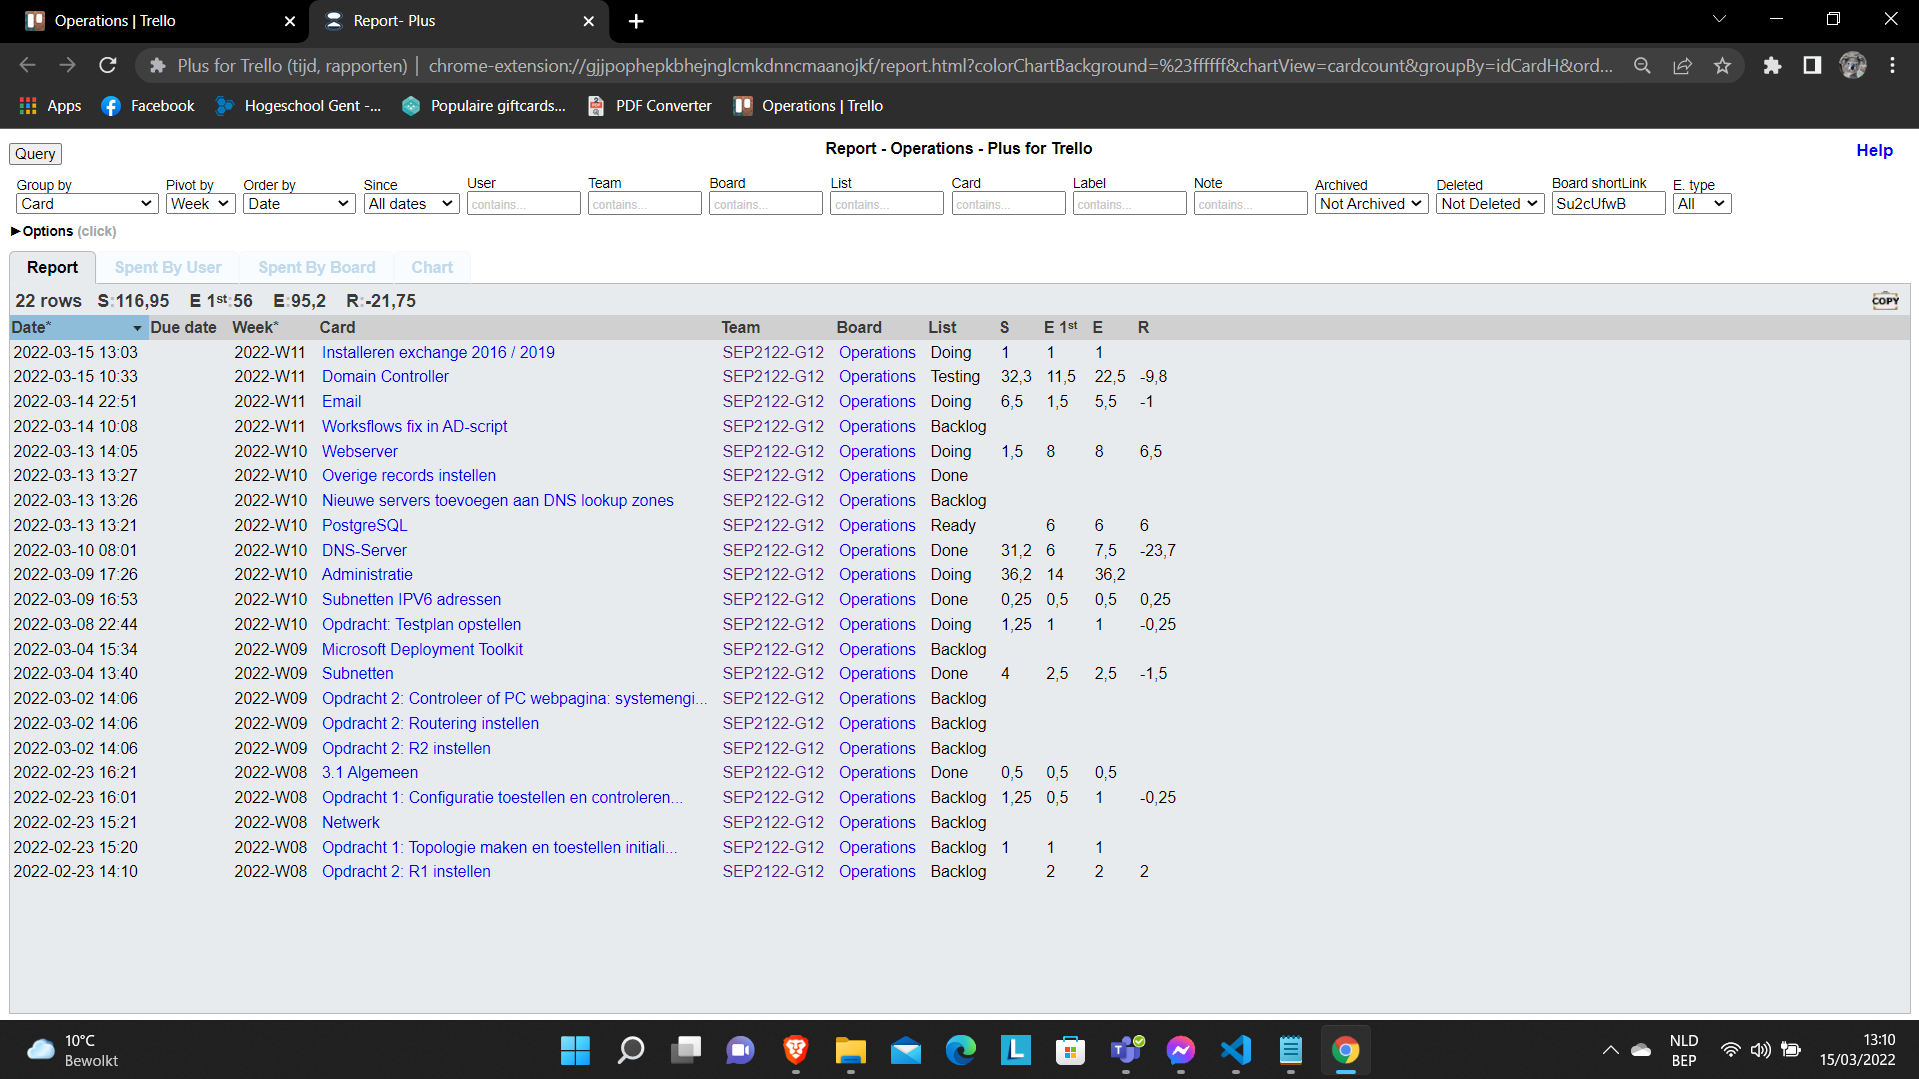 Operations | Trello
Report- Plus
Plus for Trello (tijd, rapporten) | chrome-extension://gjjpophepkbhejnglcmkdnncmaanojkf/report.html?colorChartBackground=%23ffffff&chartView=cardcount&groupBy=idCardH&ord...
Apps Facebook Hogeschool Gent -... Populaire giftcards... PDF Converter Operations | Trello
Query
Report - Operations - Plus for Trello
Help
Group by Pivot by Order by Since User Team Board List Card Label Note Archived Deleted Board shortLink E. type
Card Week Date All dates contains... contains... contains... contains... contains... contains... contains... Not Archived Not Deleted Su2cUfwB All
Options (click)
Report Spent By User Spent By Board Chart
22 rows S:116,95 E 1st:56 E:95,2 R:-21,75
COPY
Date* Due date Week* Card Team Board List S E 1st E R
2022-03-15 13:03 2022-W11 Installeren exchange 2016 / 2019 SEP2122-G12 Operations Doing 1 1 1
2022-03-15 10:33 2022-W11 Domain Controller SEP2122-G12 Operations Testing 32,3 11,5 22,5 -9,8
2022-03-14 22:51 2022-W11 Email SEP2122-G12 Operations Doing 6,5 1,5 5,5 -1
2022-03-14 10:08 2022-W11 Worksflows fix in AD-script SEP2122-G12 Operations Backlog
2022-03-13 14:05 2022-W10 Webserver SEP2122-G12 Operations Doing 1,5 8 8 6,5
2022-03-13 13:27 2022-W10 Overige records instellen SEP2122-G12 Operations Done
2022-03-13 13:26 2022-W10 Nieuwe servers toevoegen aan DNS lookup zones SEP2122-G12 Operations Backlog
2022-03-13 13:21 2022-W10 PostgreSQL SEP2122-G12 Operations Ready 6 6 6
2022-03-10 08:01 2022-W10 DNS-Server SEP2122-G12 Operations Done 31,2 6 7,5 -23,7
2022-03-09 17:26 2022-W10 Administratie SEP2122-G12 Operations Doing 36,2 14 36,2
2022-03-09 16:53 2022-W10 Subnetten IPV6 adressen SEP2122-G12 Operations Done 0,25 0,5 0,5 0,25
2022-03-08 22:44 2022-W10 Opdracht: Testplan opstellen SEP2122-G12 Operations Doing 1,25 1 1 -0,25
2022-03-04 15:34 2022-W09 Microsoft Deployment Toolkit SEP2122-G12 Operations Backlog
2022-03-04 13:40 2022-W09 Subnetten SEP2122-G12 Operations Done 4 2,5 2,5 -1,5
2022-03-02 14:06 2022-W09 Opdracht 2: Controleer of PC webpagina: systemengi... SEP2122-G12 Operations Backlog
2022-03-02 14:06 2022-W09 Opdracht 2: Routering instellen SEP2122-G12 Operations Backlog
2022-03-02 14:06 2022-W09 Opdracht 2: R2 instellen SEP2122-G12 Operations Backlog
2022-02-23 16:21 2022-W08 3.1 Algemeen SEP2122-G12 Operations Done 0,5 0,5 0,5
2022-02-23 16:01 2022-W08 Opdracht 1: Configuratie toestellen en controleren... SEP2122-G12 Operations Backlog 1,25 0,5 1 -0,25
2022-02-23 15:21 2022-W08 Netwerk SEP2122-G12 Operations Backlog
2022-02-23 15:20 2022-W08 Opdracht 1: Topologie maken en toestellen initiali... SEP2122-G12 Operations Backlog 1 1 1
2022-02-23 14:10 2022-W08 Opdracht 2: R1 instellen SEP2122-G12 Operations Backlog 2 2 2
10°C
Bewolkt
NLD
BEP
13:10
15/03/2022